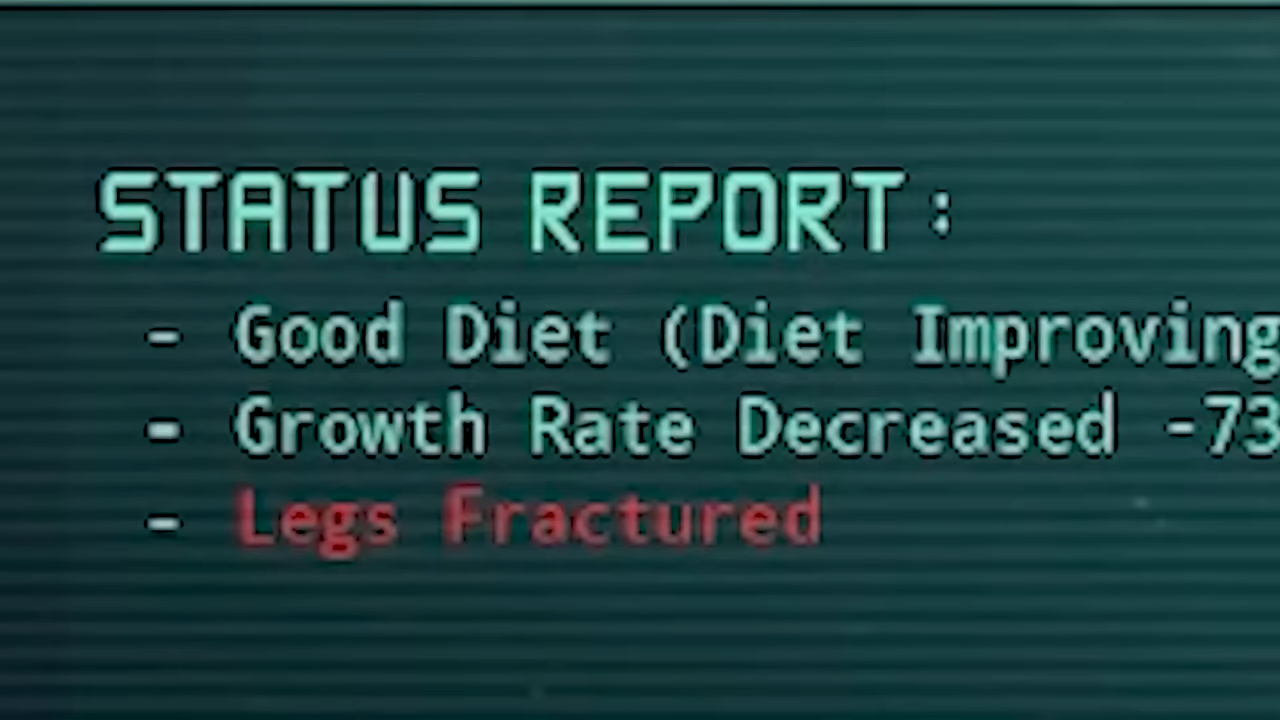 STATUS REPORT:
- Good Diet (Diet Improving
- Growth Rate Decreased -73
- Legs Fractured